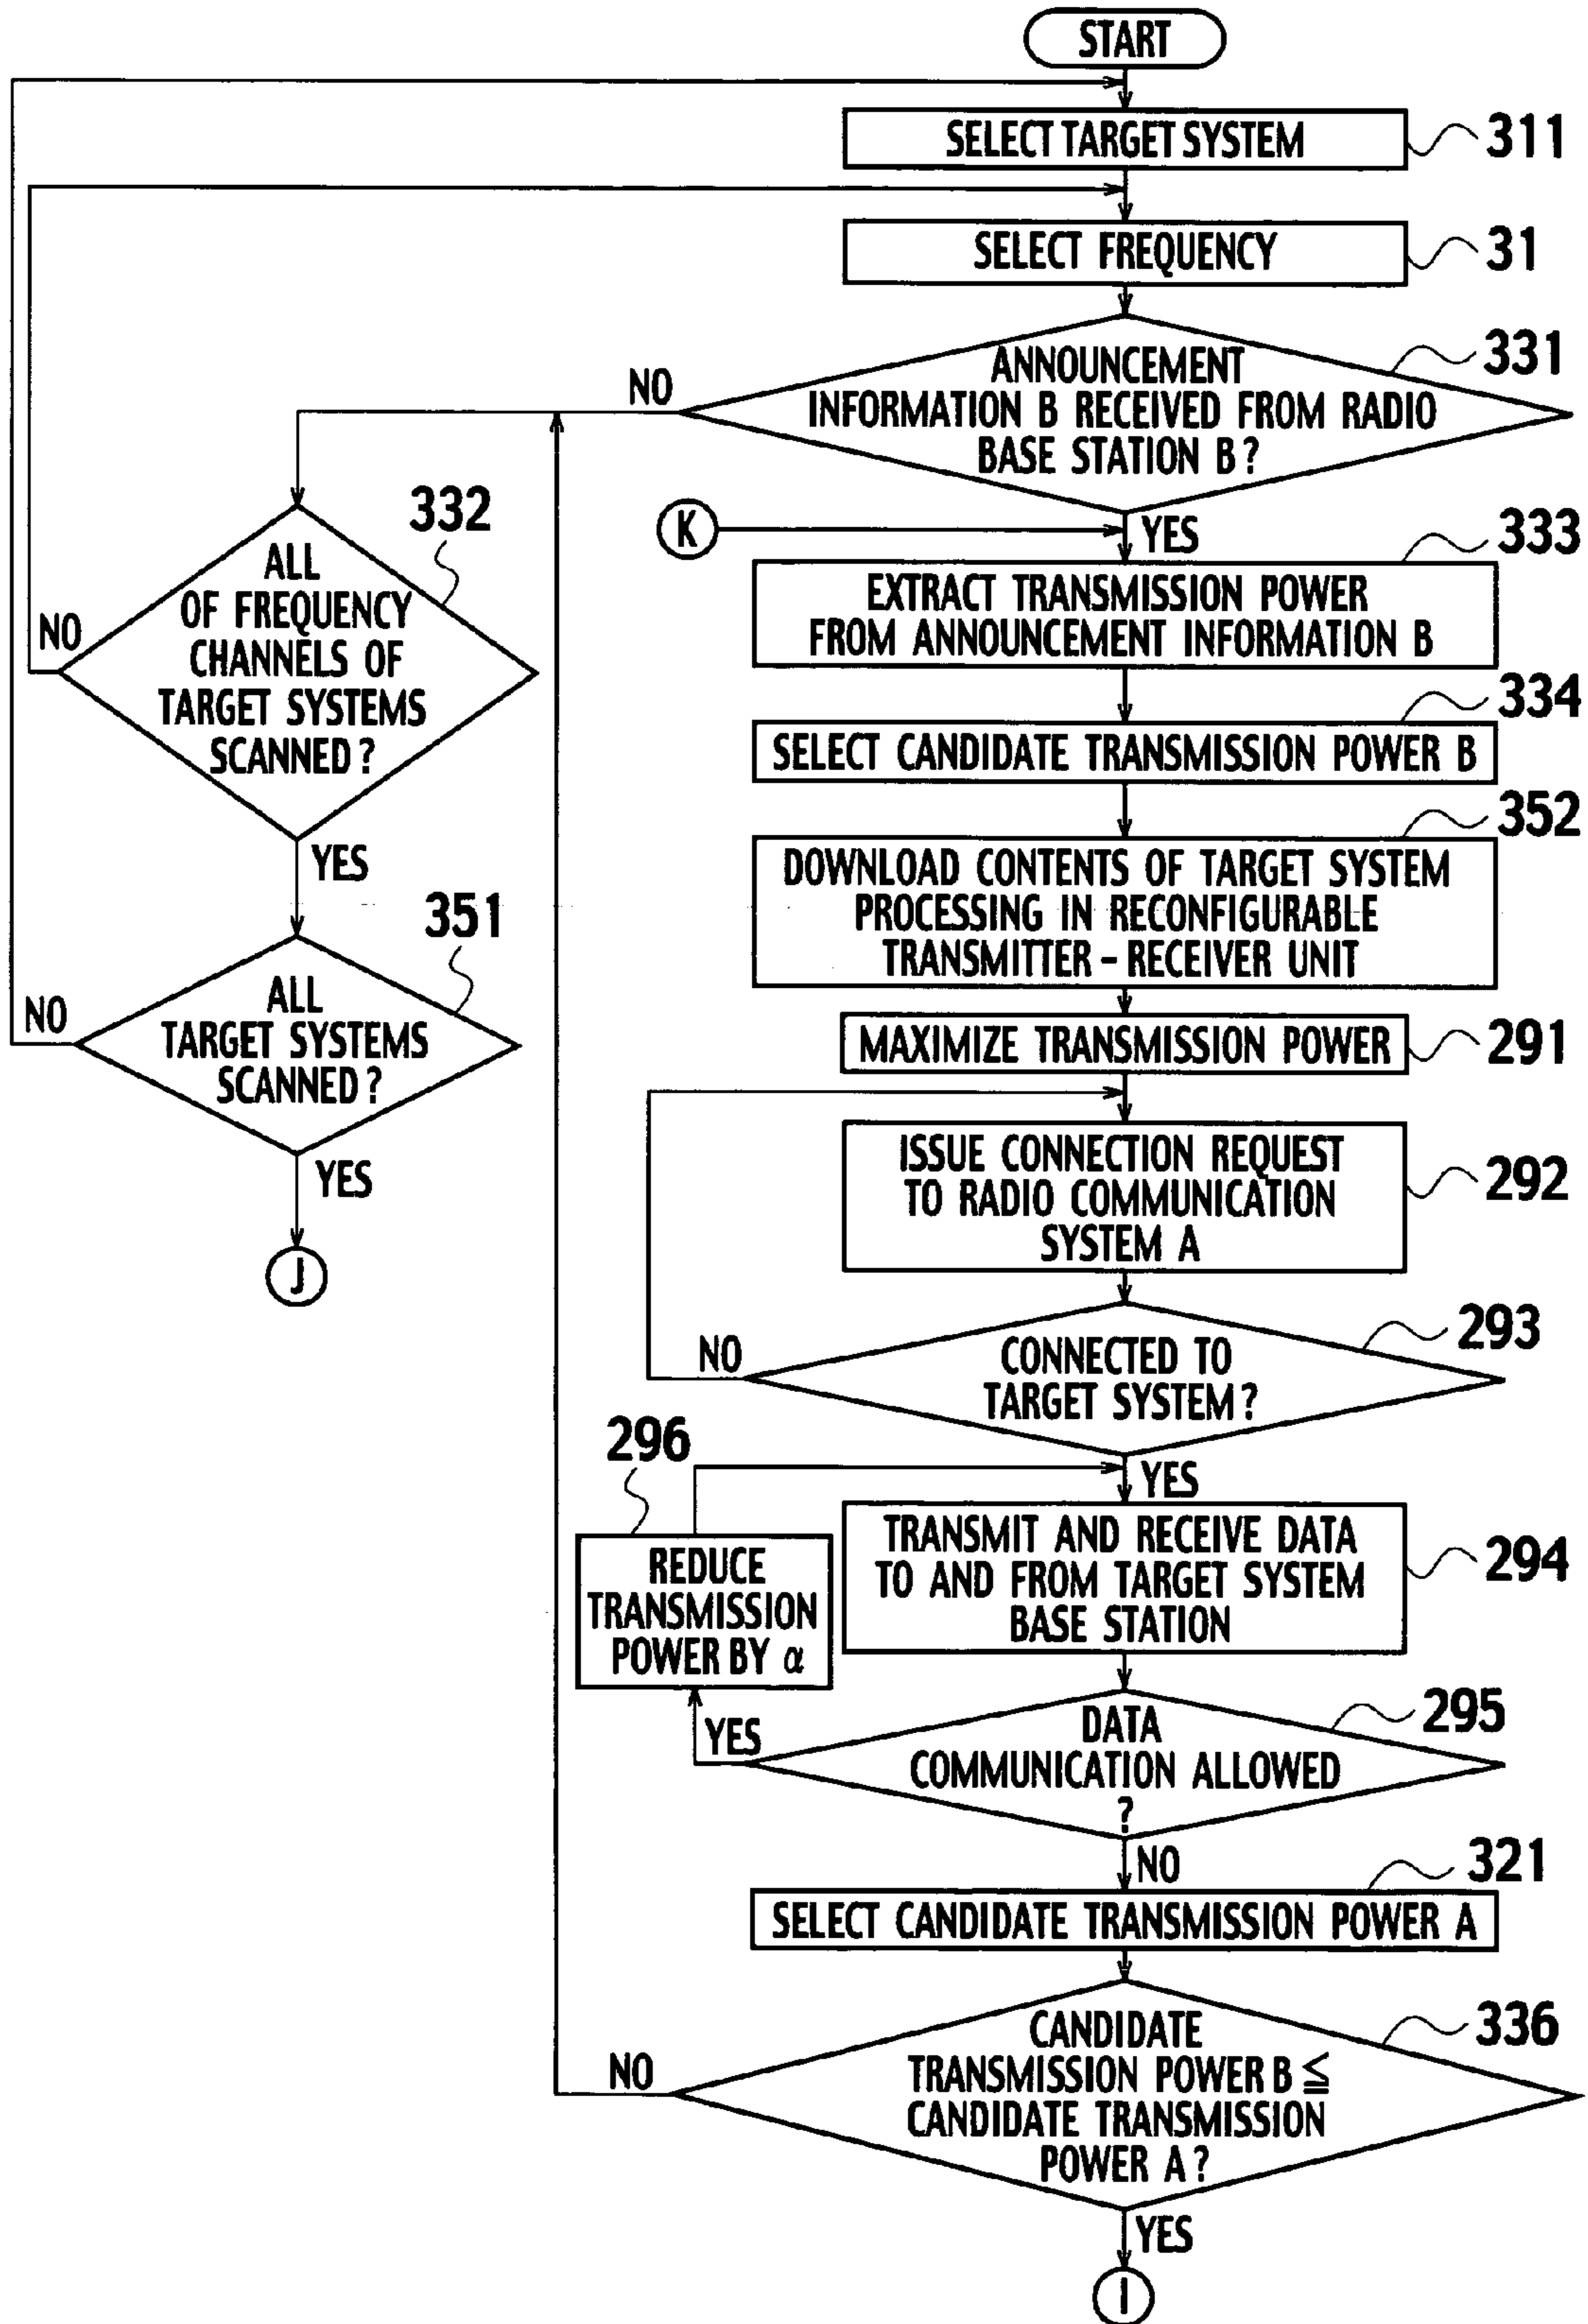 START
SELECT TARGET SYSTEM
311
SELECT FREQUENCY
31
ANNOUNCEMENT
INFORMATION B RECEIVED FROM RADIO
BASE STATION B?
331
NO
YES
K
332
ALL
OF FREQUENCY
CHANNELS OF
TARGET SYSTEMS
SCANNED?
NO
YES
351
ALL
TARGET SYSTEMS
SCANNED?
NO
YES
J
333
EXTRACT TRANSMISSION POWER
FROM ANNOUNCEMENT INFORMATION B
334
SELECT CANDIDATE TRANSMISSION POWER B
352
DOWNLOAD CONTENTS OF TARGET SYSTEM
PROCESSING IN RECONFIGURABLE
TRANSMITTER-RECEIVER UNIT
MAXIMIZE TRANSMISSION POWER
291
ISSUE CONNECTION REQUEST
TO RADIO COMMUNICATION
SYSTEM A
292
CONNECTED TO
TARGET SYSTEM?
293
NO
YES
296
REDUCE
TRANSMISSION
POWER BY α
TRANSMIT AND RECEIVE DATA
TO AND FROM TARGET SYSTEM
BASE STATION
294
DATA
COMMUNICATION ALLOWED
?
295
YES
NO
321
SELECT CANDIDATE TRANSMISSION POWER A
CANDIDATE
TRANSMISSION POWER B ≦
CANDIDATE TRANSMISSION
POWER A?
336
NO
YES
I